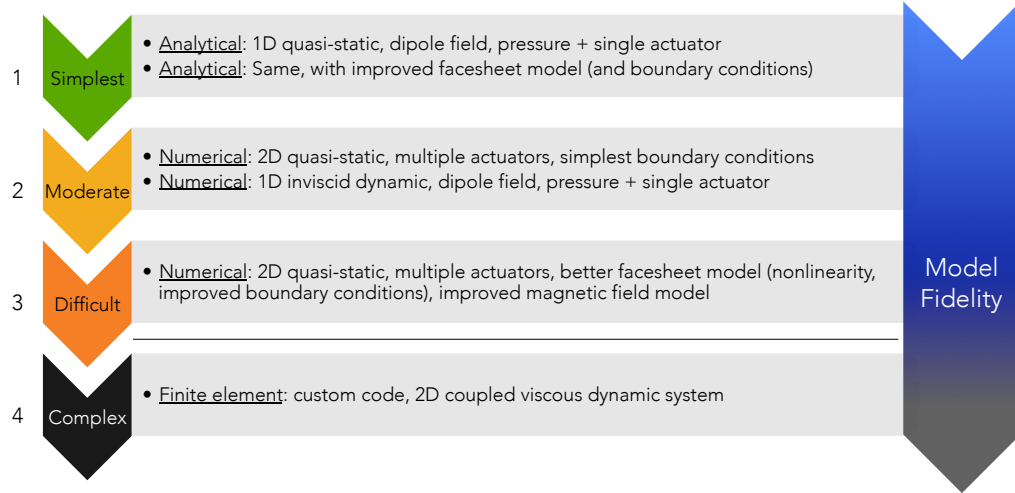 1
Simplest
• Analytical: 1D quasi-static, dipole field, pressure + single actuator
• Analytical: Same, with improved facesheet model (and boundary conditions)
2
Moderate
• Numerical: 2D quasi-static, multiple actuators, simplest boundary conditions
• Numerical: 1D inviscid dynamic, dipole field, pressure + single actuator
3
Difficult
• Numerical: 2D quasi-static, multiple actuators, better facesheet model (nonlinearity,
improved boundary conditions), improved magnetic field model
4
Complex
• Finite element: custom code, 2D coupled viscous dynamic system
Model
Fidelity